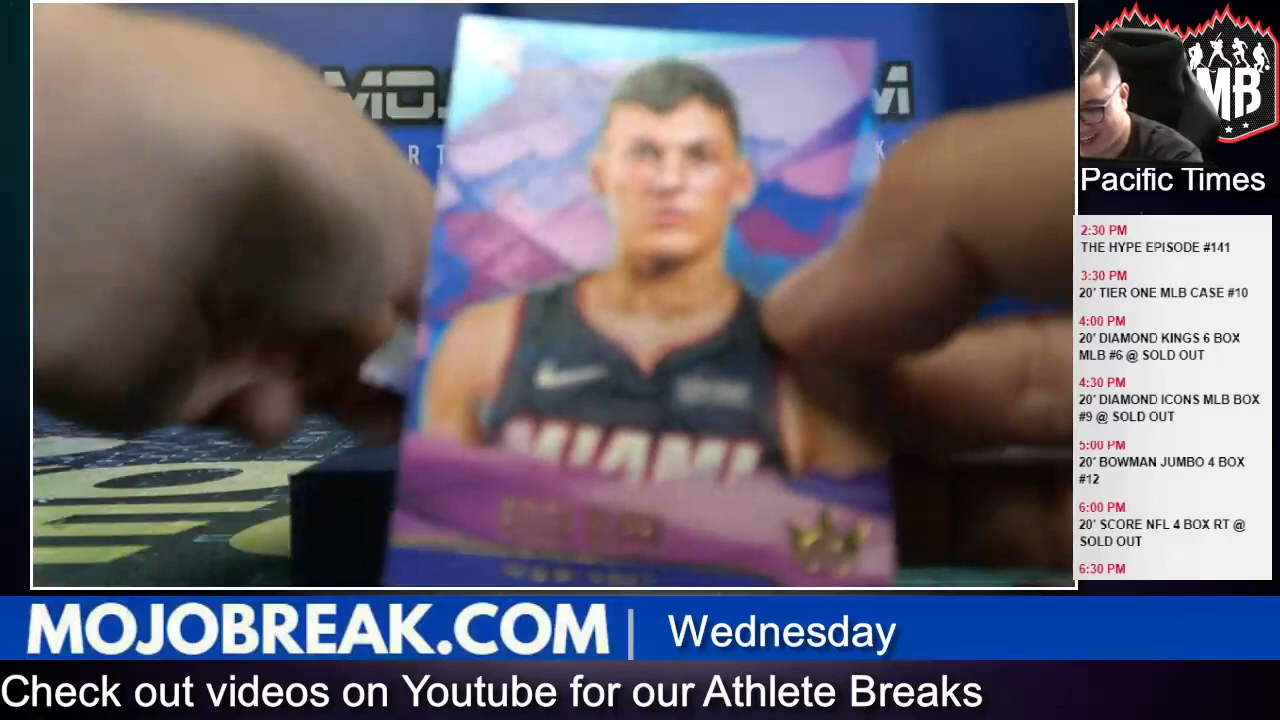 MIAMI
MB
Pacific Times
2:30 PM
THE HYPE EPISODE #141
3:30 PM
20' TIER ONE MLB CASE #10
4:00 PM
20' DIAMOND KINGS 6 BOX
MLB #6 @ SOLD OUT
4:30 PM
20' DIAMOND ICONS MLB BOX
#9 @ SOLD OUT
5:00 PM
20' BOWMAN JUMBO 4 BOX
#12
6:00 PM
20' SCORE NFL 4 BOX RT @
SOLD OUT
6:30 PM
MOJOBREAK.COM | Wednesday
Check out videos on Youtube for our Athlete Breaks